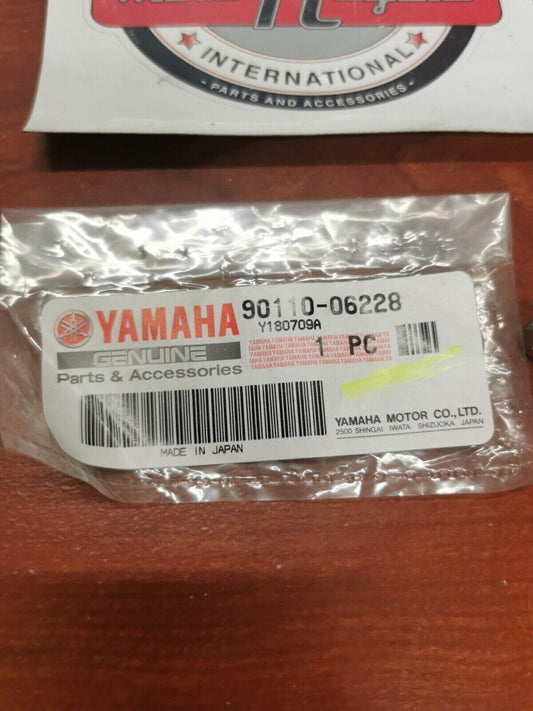 INTERNATIONAL
- PARTS AND ACCESSORIES -
YAMAHA
90110-06228
Y180709A
GENUINE
Parts & Accessories
1 PC
YAMAHA MOTOR CO.,LTD.
2500 SHINGAI IWATA SHIZUOKA JAPAN
MADE IN JAPAN